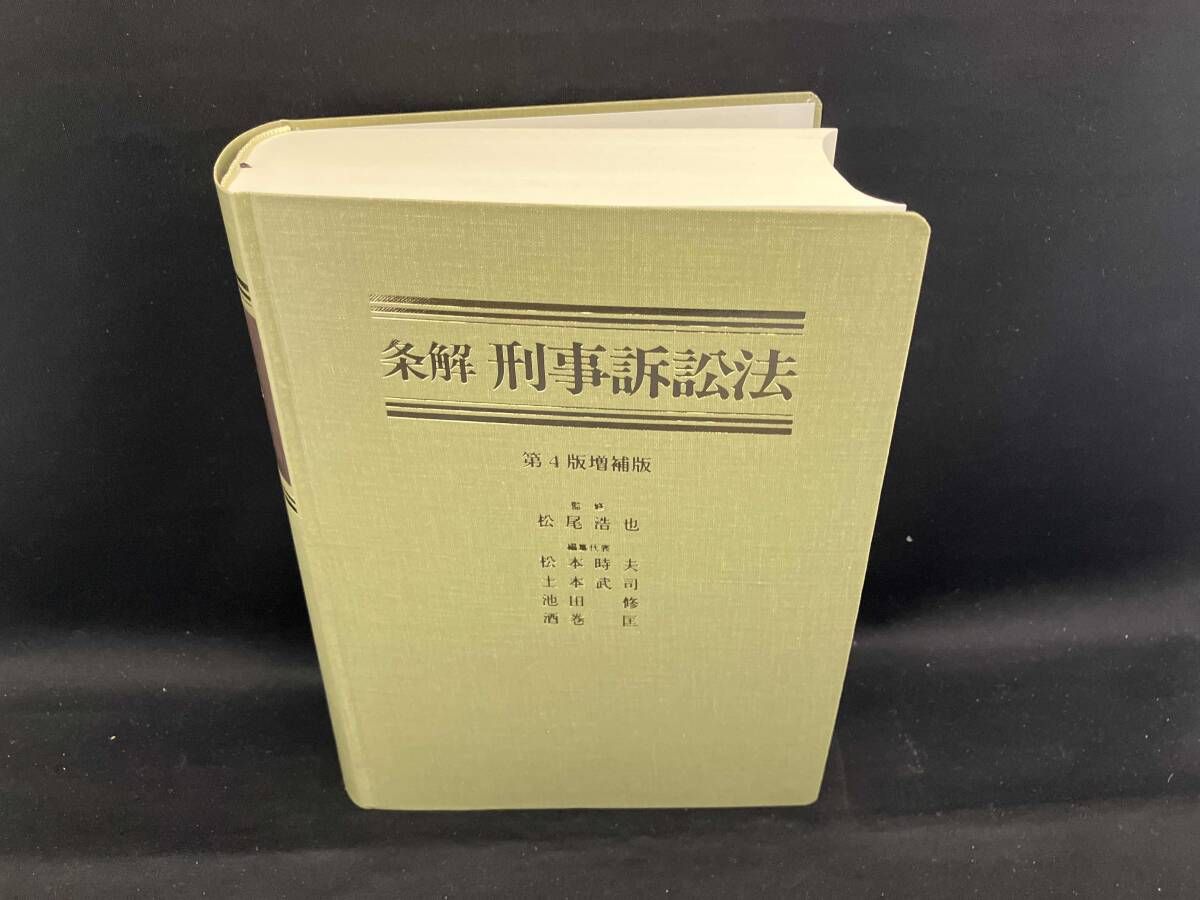 条解 刑事訴訟法
第4版増補版
監修
松尾浩也
編集代表
松本時夫
土本武司
池田 修
酒巻 匡